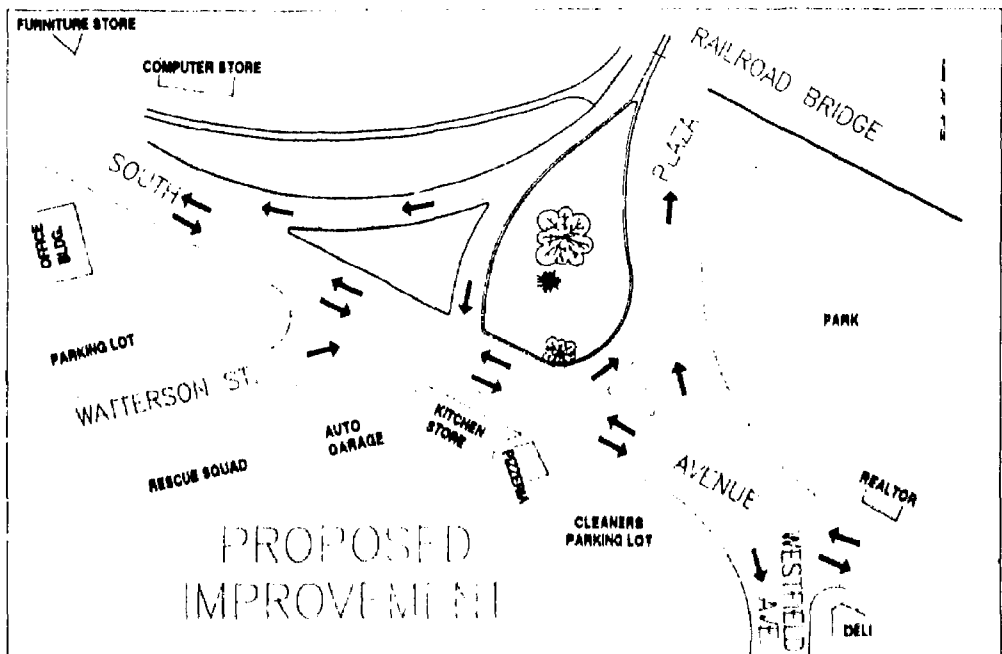 FURNITURE STORE
COMPUTER STORE
RAILROAD BRIDGE
PLAZA
SOUTH
OFFICE
BLDG.
PARK
PARKING LOT
WATTERSON ST.
AUTO
GARAGE
KITCHEN
STORE
RESCUE SQUAD
PIZZERIA
AVENUE
REALTOR
CLEANERS
PARKING LOT
PROPOSED
IMPROVEMENT
WESTFIELD
AVE
DELI